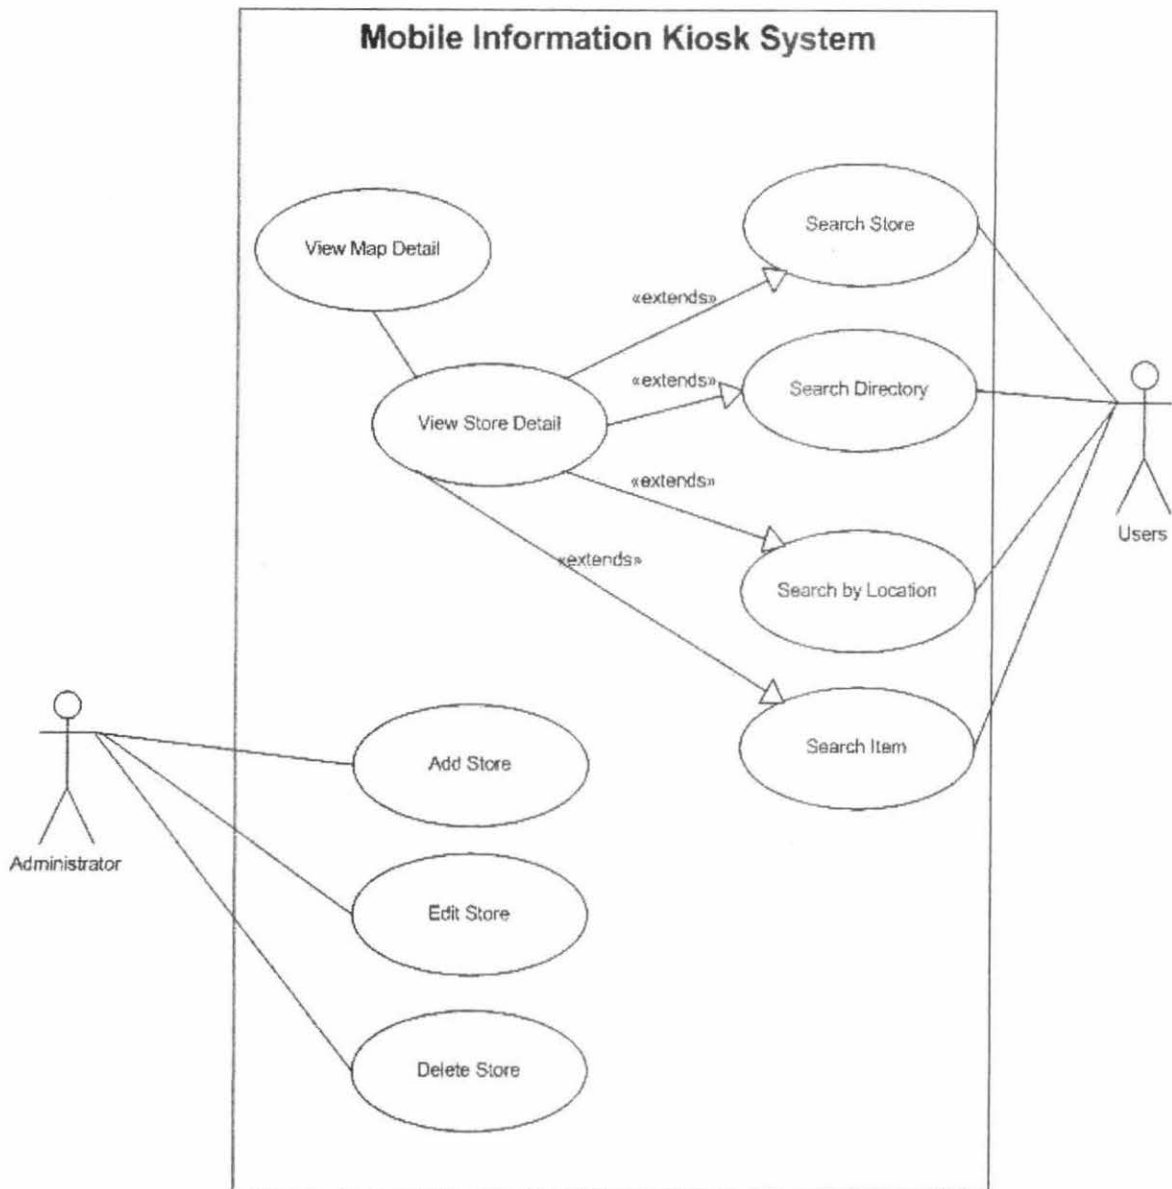 Mobile Information Kiosk System
Search Store
View Map Detail
«extends»
«extends»
Search Directory
View Store Detail
«extends»
Users
«extends»
Search by Location
Search Item
Add Store
Administrator
Edit Store
Delete Store